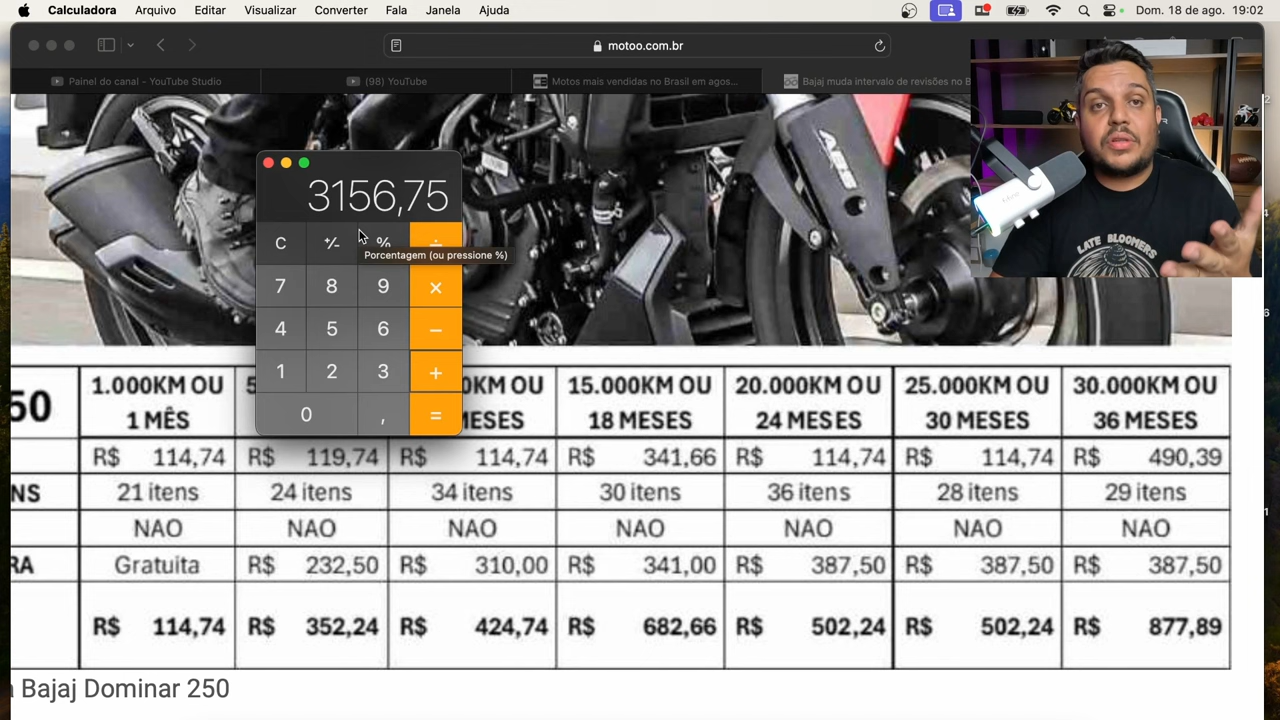 Calculadora Arquivo Editar Visualizar Converter Fala Janela Ajuda Dom. 18 de ago. 19:02
motoo.com.br
Painel do canal - YouTube Studio (98) YouTube Motos mais vendidas no Brasil em agos... Bajaj muda intervalo de revisões no B
ABS
3156,75
C +/- % ÷
Porcentagem (ou pressione %)
7 8 9 ×
4 5 6 −
1 2 3 +
0 , =
LATE BLOOMERS
50 1.000KM OU 5 0KM OU 15.000KM OU 20.000KM OU 25.000KM OU 30.000KM OU
1 MÊS MESES 18 MESES 24 MESES 30 MESES 36 MESES
R$ 114,74 R$ 119,74 R$ 114,74 R$ 341,66 R$ 114,74 R$ 114,74 R$ 490,39
NS 21 itens 24 itens 34 itens 30 itens 36 itens 28 itens 29 itens
NAO NAO NAO NAO NAO NAO NAO
RA Gratuita R$ 232,50 R$ 310,00 R$ 341,00 R$ 387,50 R$ 387,50 R$ 387,50
R$ 114,74 R$ 352,24 R$ 424,74 R$ 682,66 R$ 502,24 R$ 502,24 R$ 877,89
Bajaj Dominar 250